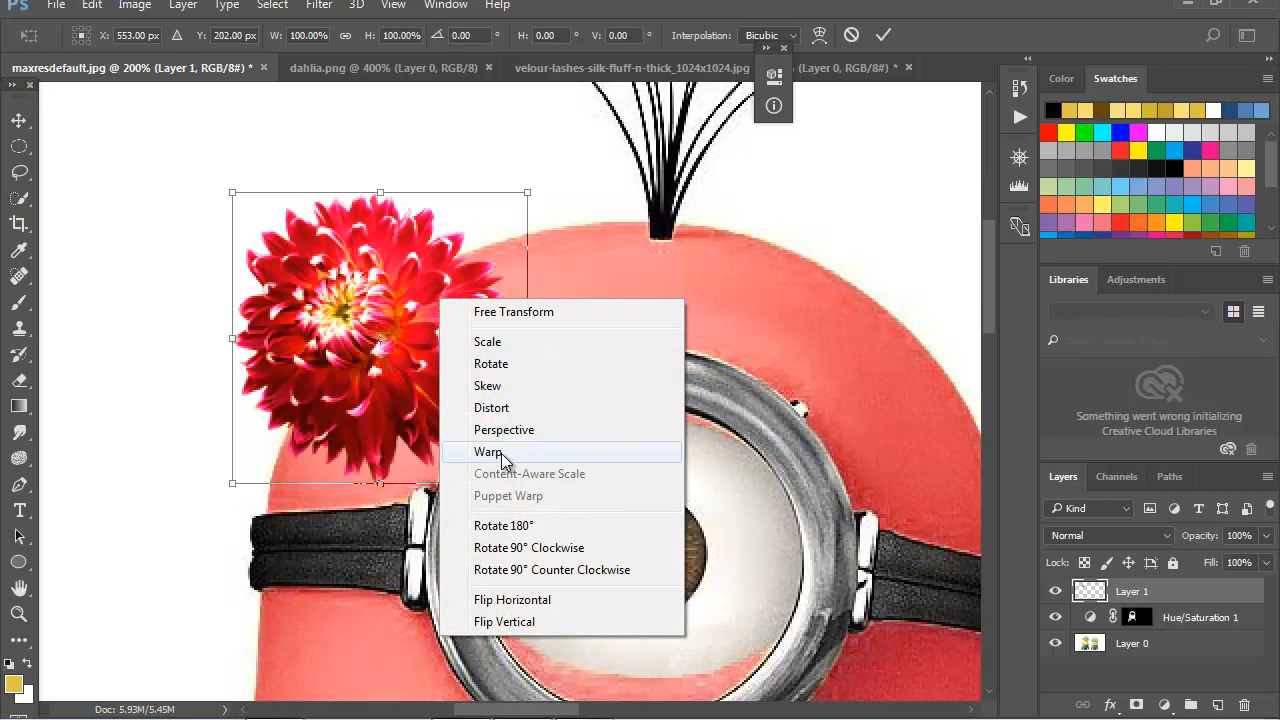 Ps File Edit Image Layer Type Select Filter 3D View Window Help
X: 553.00 px Y: 202.00 px W: 100.00% H: 100.00% 0.00 ° H: 0.00 ° V: 0.00 ° Interpolation: Bicubic
maxresdefault.jpg @ 200% (Layer 1, RGB/8#) * dahlia.png @ 400% (Layer 0, RGB/8) velour-lashes-silk-fluff-n-thick_1024x1024.jpg % (Layer 0, RGB/8#) *
Color Swatches
Libraries Adjustments
Something went wrong initializing
Creative Cloud Libraries
Layers Channels Paths
Kind
Normal Opacity: 100%
Lock: Fill: 100%
Layer 1
Hue/Saturation 1
Layer 0
fx
Free Transform
Scale
Rotate
Skew
Distort
Perspective
Warp
Content-Aware Scale
Puppet Warp
Rotate 180°
Rotate 90° Clockwise
Rotate 90° Counter Clockwise
Flip Horizontal
Flip Vertical
Doc: 5.93M/5.45M